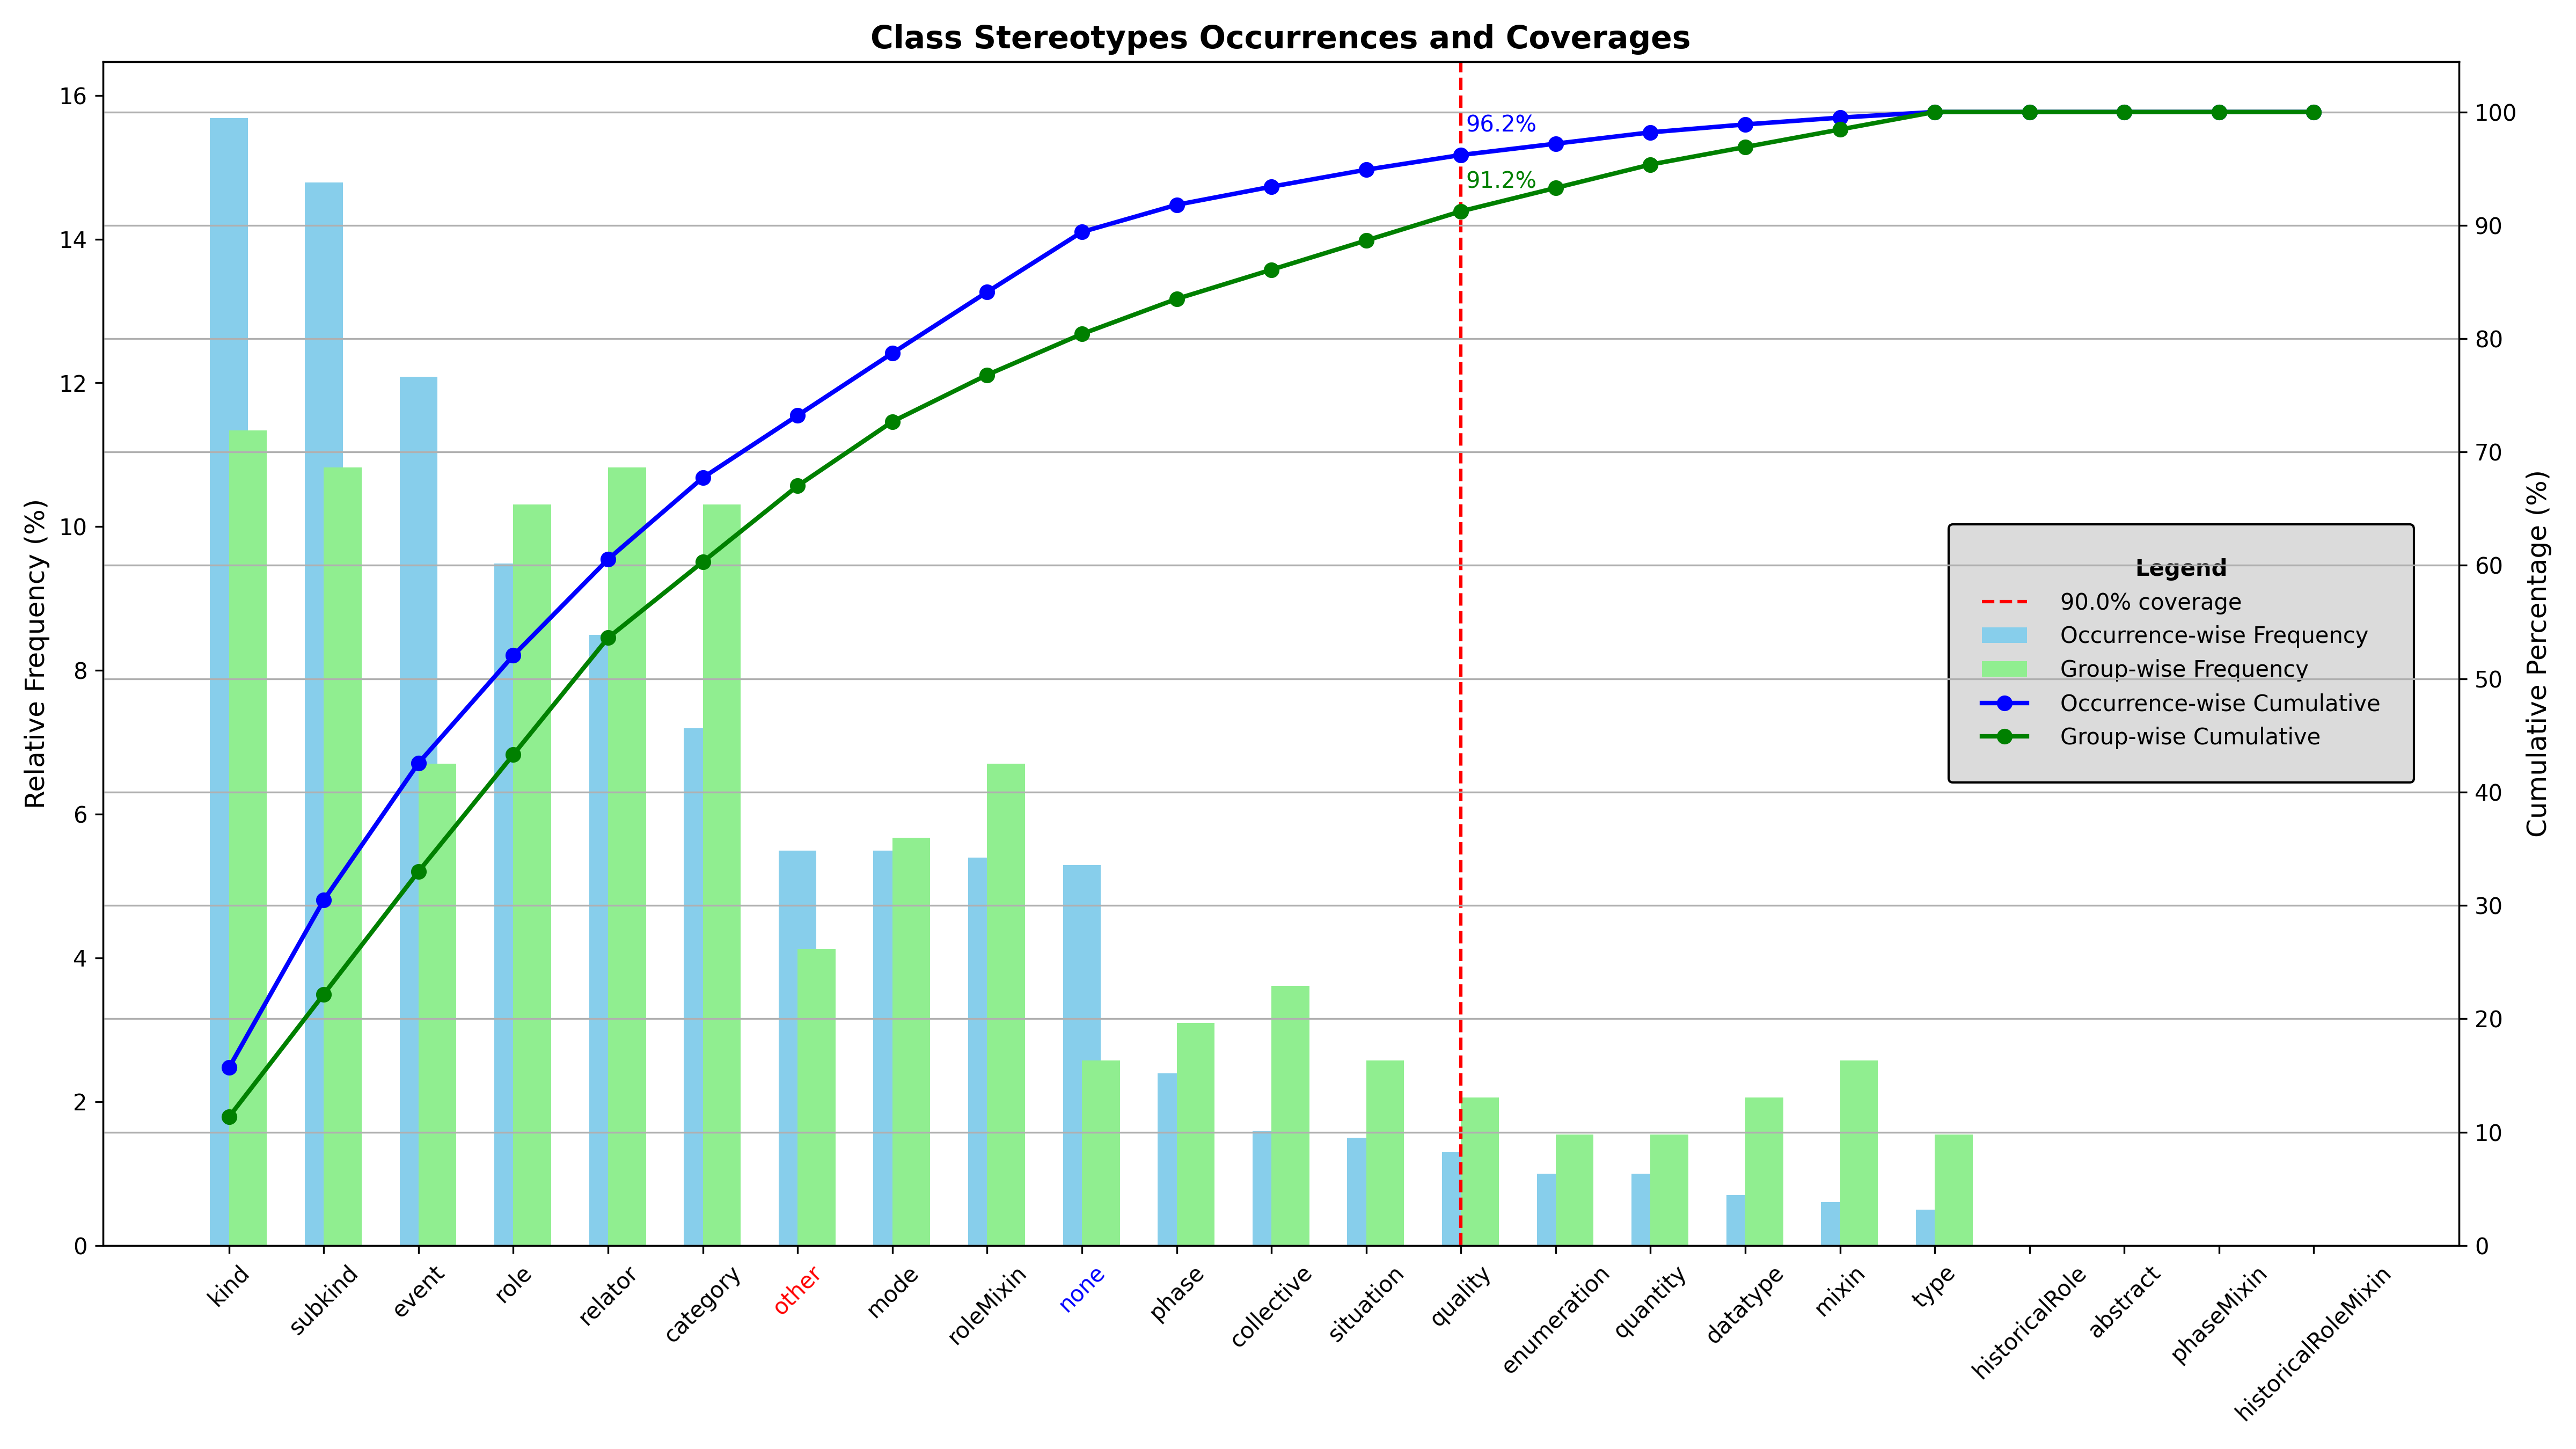 Class Stereotypes Occurrences and Coverages
Relative Frequency (%)
16
14
12
10
8
6
4
2
0
96.2%
91.2%
100
90
80
70
60
50
40
30
20
10
0
Cumulative Percentage (%)
Legend
90.0% coverage
Occurrence-wise Frequency
Group-wise Frequency
Occurrence-wise Cumulative
Group-wise Cumulative
kind
subkind
event
role
relator
category
other
mode
roleMixin
none
phase
collective
situation
quality
enumeration
quantity
datatype
mixin
type
historicalRole
abstract
phaseMixin
historicalRoleMixin